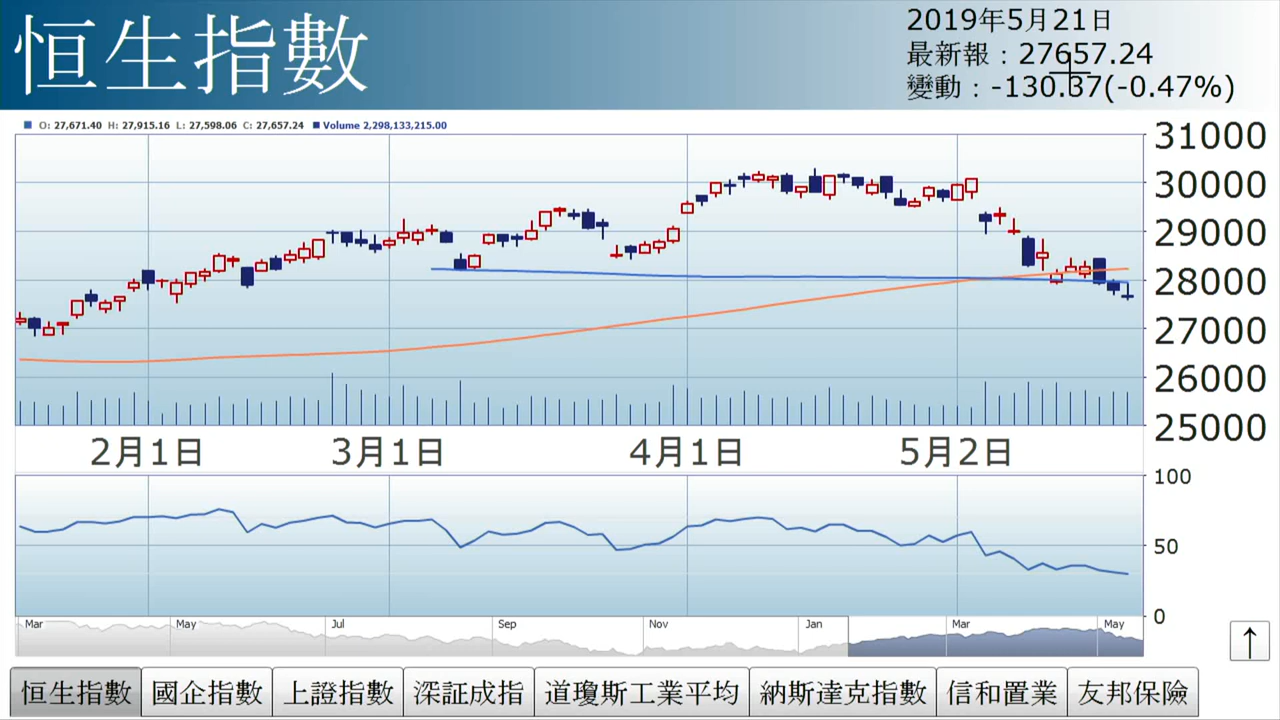 恒生指數
2019年5月21日
最新報：27657.24
變動：-130.37(-0.47%)
O: 27,671.40 H: 27,915.16 L: 27,598.06 C: 27,657.24 Volume 2,298,133,215.00
31000
30000
29000
28000
27000
26000
25000
2月1日 3月1日 4月1日 5月2日
100
50
0
Mar May Jul Sep Nov Jan Mar May
↑
恒生指數 國企指數 上證指數 深証成指 道瓊斯工業平均 納斯達克指數 信和置業 友邦保險